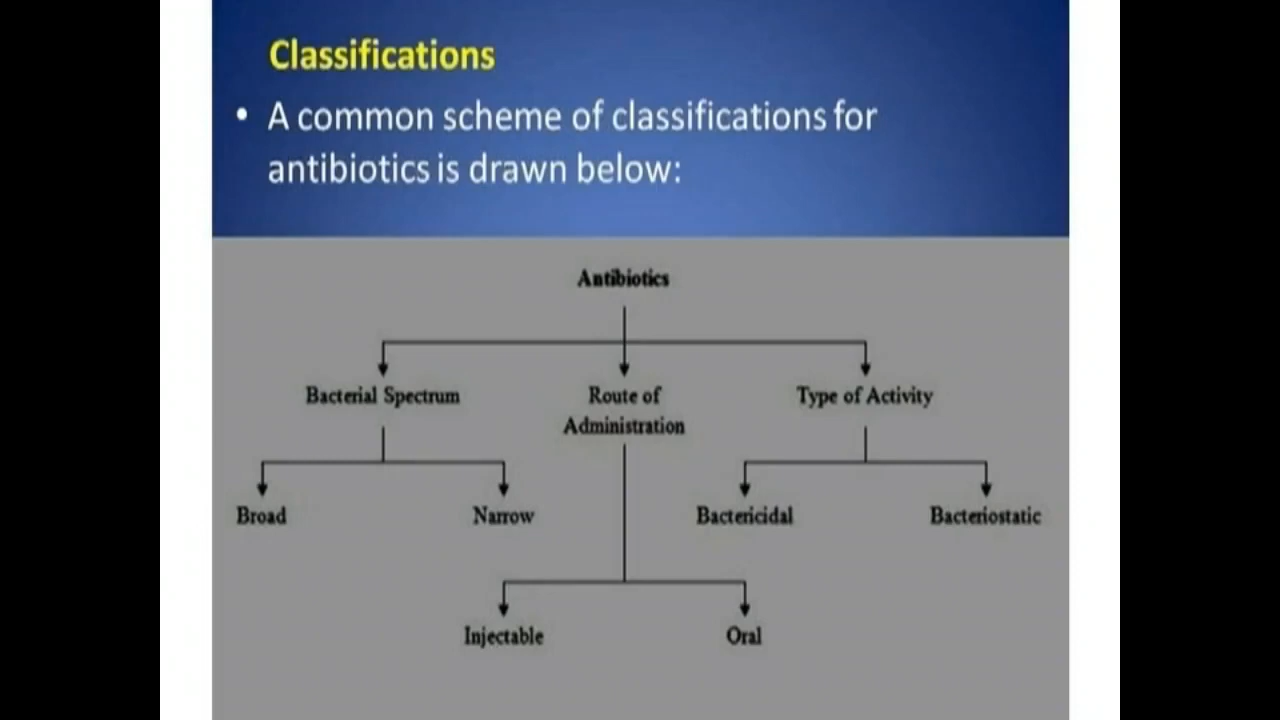 Classifications
• A common scheme of classifications for
antibiotics is drawn below:
Antibiotics
Bacterial Spectrum
Route of
Administration
Type of Activity
Broad
Narrow
Bactericidal
Bacteriostatic
Injectable
Oral